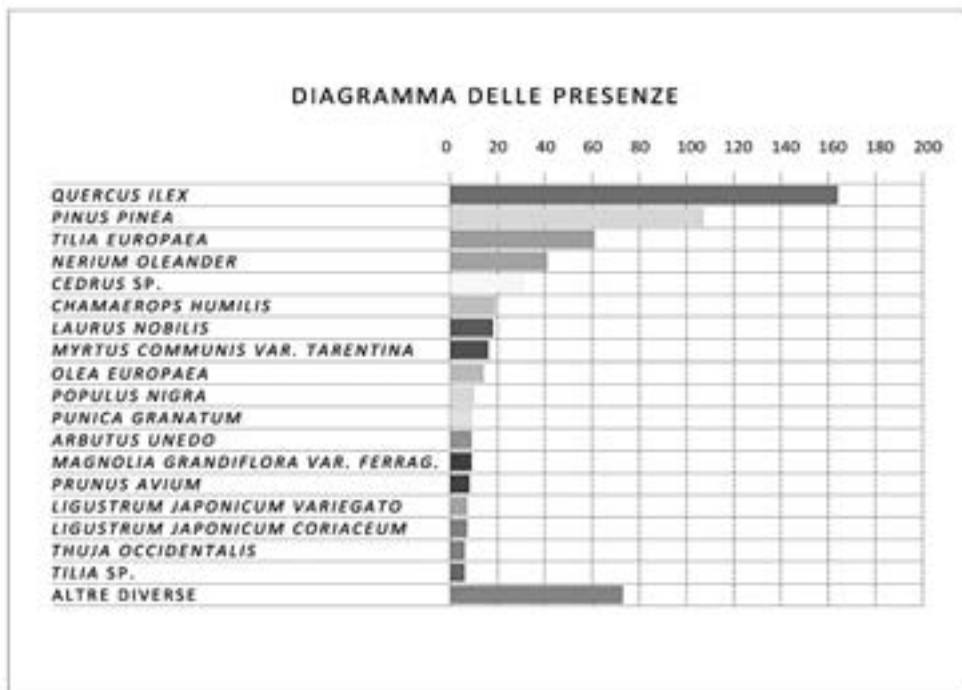 DIAGRAMMA DELLE PRESENZE
0 20 40 60 80 100 120 140 160 180 200
QUERCUS ILEX
PINUS PINEA
TILIA EUROPAEA
NERIUM OLEANDER
CEDRUS SP.
CHAMAEROPS HUMILIS
LAURUS NOBILIS
MYRTUS COMMUNIS VAR. TARENTINA
OLEA EUROPAEA
POPULUS NIGRA
PUNICA GRANATUM
ARBUTUS UNEDO
MAGNOLIA GRANDIFLORA VAR. FERRAG.
PRUNUS AVIUM
LIGUSTRUM JAPONICUM VARIEGATO
LIGUSTRUM JAPONICUM CORIACEUM
THUJA OCCIDENTALIS
TILIA SP.
ALTRE DIVERSE